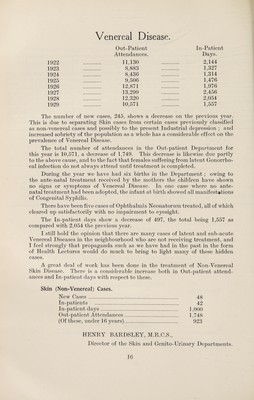 Venereal Disease.
Out-Patient Attendances. In-Patient Days.
1922 11,130 2,144
1923 8,883 1,327
1924 8,436 1,314
1925 9,506 1,476
1926 12,871 1,976
1927 13,280 2,456
1928 12,320 2,054
1929 10,571 1,557
The number of new cases, 245, shows a decrease on the previous year.
This is due to separating Skin cases from certain cases previously classified
as non-venereal cases and possibly to the present Industrial depression ; and
increased sobriety of the population as a whole has a considerable effect on the
prevalence of Venereal Disease.
The total number of attendances in the Out-patient Department for
this year is 10,571, a decrease of 1,749. This decrease is likewise due partly
to the above cause, and to the fact that females suffering from latent Gonorrhœ-
al infection do not always attend until treatment is completed.
During the year we have had six births in the Department ; owing to
the ante-natal treatment received by the mothers the children have shown
no signs or symptoms of Venereal Disease. In one case where no ante-
natal treatment had been adopted, the infant at birth showed all manifestations
of Congenital Syphilis.
There have been five cases of Ophthalmia Neonatorum treated, all of which
cleared up satisfactorily with no impairment to eyesight.
The In-patient days show a decrease of 497, the total being 1,557 as
compared with 2,054 the previous year.
I still hold the opinion that there are many cases of latent and sub-acute
Venereal Diseases in the neighbourhood who are not receiving treatment, and
I feel strongly that propaganda such as we have had in the past in the form
of Health Lectures would do much to bring to light many of these hidden
cases.
A great deal of work has been done in the treatment of Non-Venereal
Skin Disease. There is a considerable increase both in Out-patient attend-
ances and In-patient days with respect to these.
Skin (Non-Venereal) Cases.
New Cases 48
In-patients 42
In-patient days 1,000
Out-patient Attendances 1,748
(Of these, under 16 years) 923
HENRY BARDSLEY, M.R.C.S.,
Director of the Skin and Genito-Urinary Departments.
16